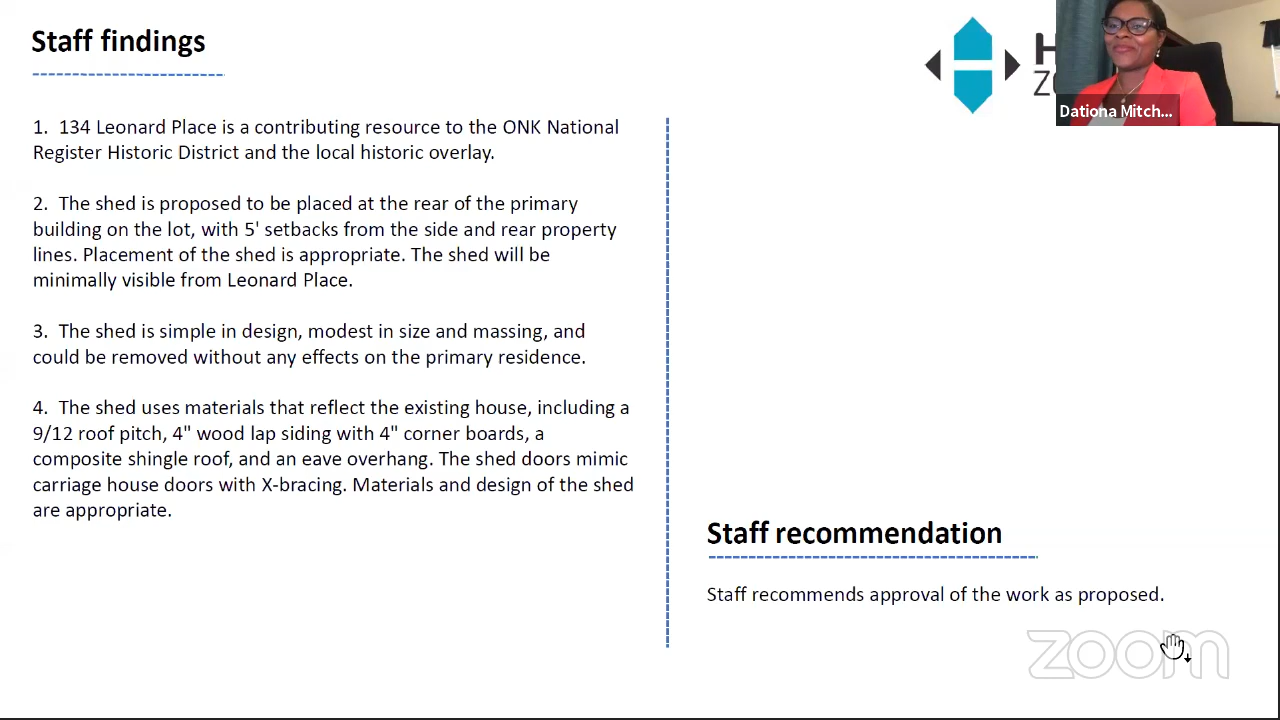 Staff findings
1. 134 Leonard Place is a contributing resource to the ONK National
Register Historic District and the local historic overlay.
2. The shed is proposed to be placed at the rear of the primary
building on the lot, with 5' setbacks from the side and rear property
lines. Placement of the shed is appropriate. The shed will be
minimally visible from Leonard Place.
3. The shed is simple in design, modest in size and massing, and
could be removed without any effects on the primary residence.
4. The shed uses materials that reflect the existing house, including a
9/12 roof pitch, 4" wood lap siding with 4" corner boards, a
composite shingle roof, and an eave overhang. The shed doors mimic
carriage house doors with X-bracing. Materials and design of the shed
are appropriate.
Dationa Mitch...
Staff recommendation
Staff recommends approval of the work as proposed.
zoom